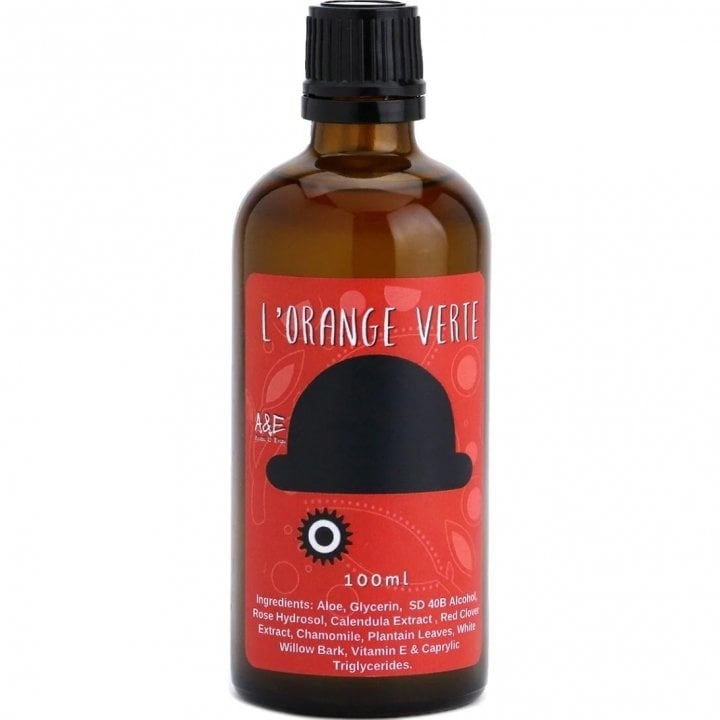 L'ORANGE VERTE
A&E
100ml
Ingredients: Aloe, Glycerin, SD 40B Alcohol,
Rose Hydrosol, Calendula Extract , Red Clover
Extract, Chamomile, Plantain Leaves, White
Willow Bark, Vitamin E & Caprylic
Triglycerides.